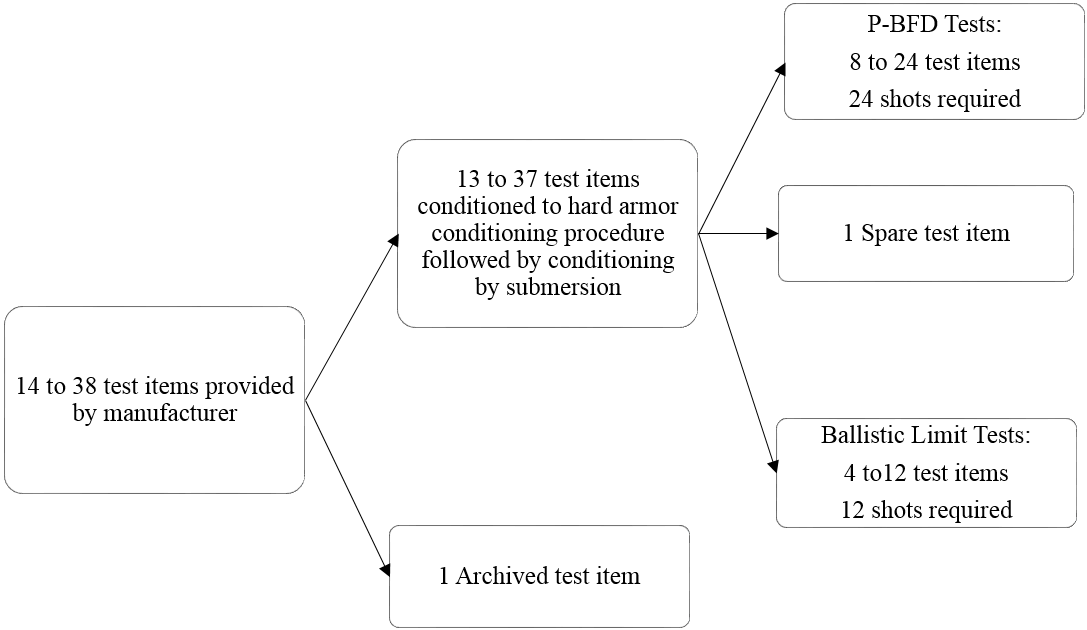 14 to 38 test items provided
by manufacturer
13 to 37 test items
conditioned to hard armor
conditioning procedure
followed by conditioning
by submersion
1 Archived test item
P-BFD Tests:
8 to 24 test items
24 shots required
1 Spare test item
Ballistic Limit Tests:
4 to12 test items
12 shots required